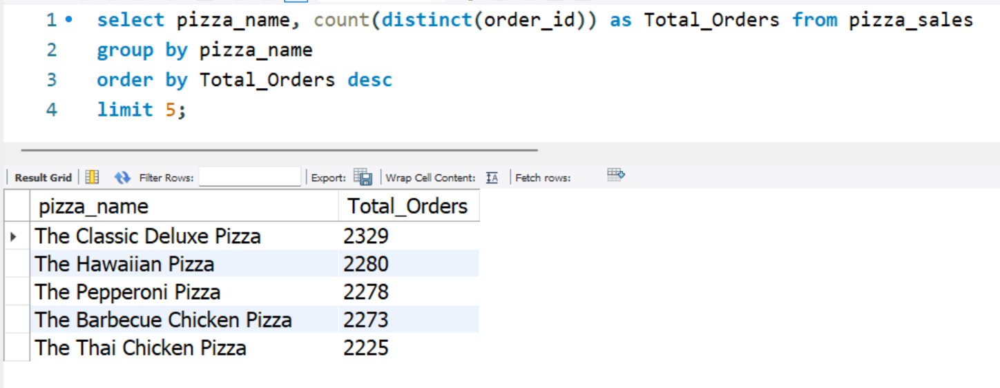 1 select pizza_name, count(distinct(order_id)) as Total_Orders from pizza_sales
2 group by pizza_name
3 order by Total_Orders desc
4 limit 5;
Result Grid Filter Rows: Export: Wrap Cell Content: IA Fetch rows:
pizza_name Total_Orders
The Classic Deluxe Pizza 2329
The Hawaiian Pizza 2280
The Pepperoni Pizza 2278
The Barbecue Chicken Pizza 2273
The Thai Chicken Pizza 2225